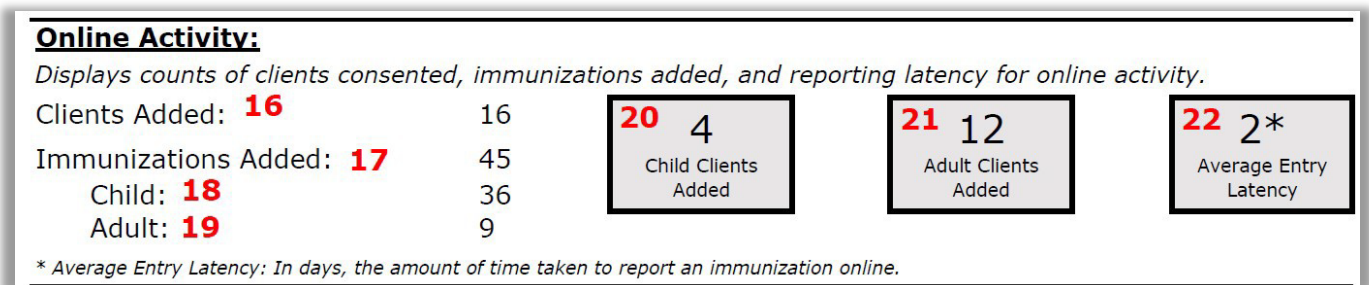 Online Activity:
Displays counts of clients consented, immunizations added, and reporting latency for online activity.
Clients Added: 16 16
Immunizations Added: 17 45
Child: 18 36
Adult: 19 9
20 4
Child Clients
Added
21 12
Adult Clients
Added
22 2*
Average Entry
Latency
* Average Entry Latency: In days, the amount of time taken to report an immunization online.